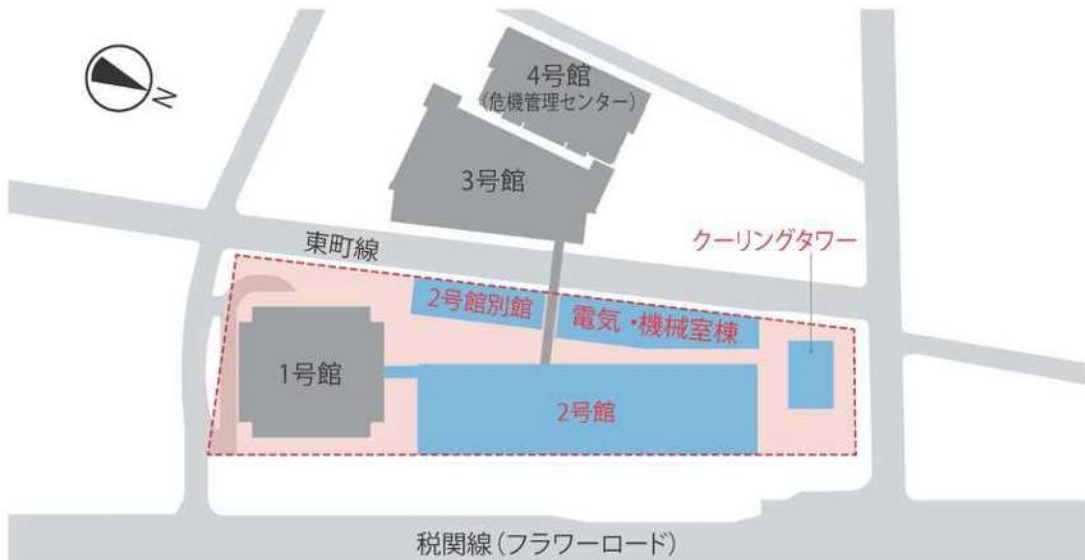 N
4号館
(危機管理センター)
3号館
クーリングタワー
東町線
2号館別館
電気・機械室棟
1号館
2号館
税関線(フラワーロード)